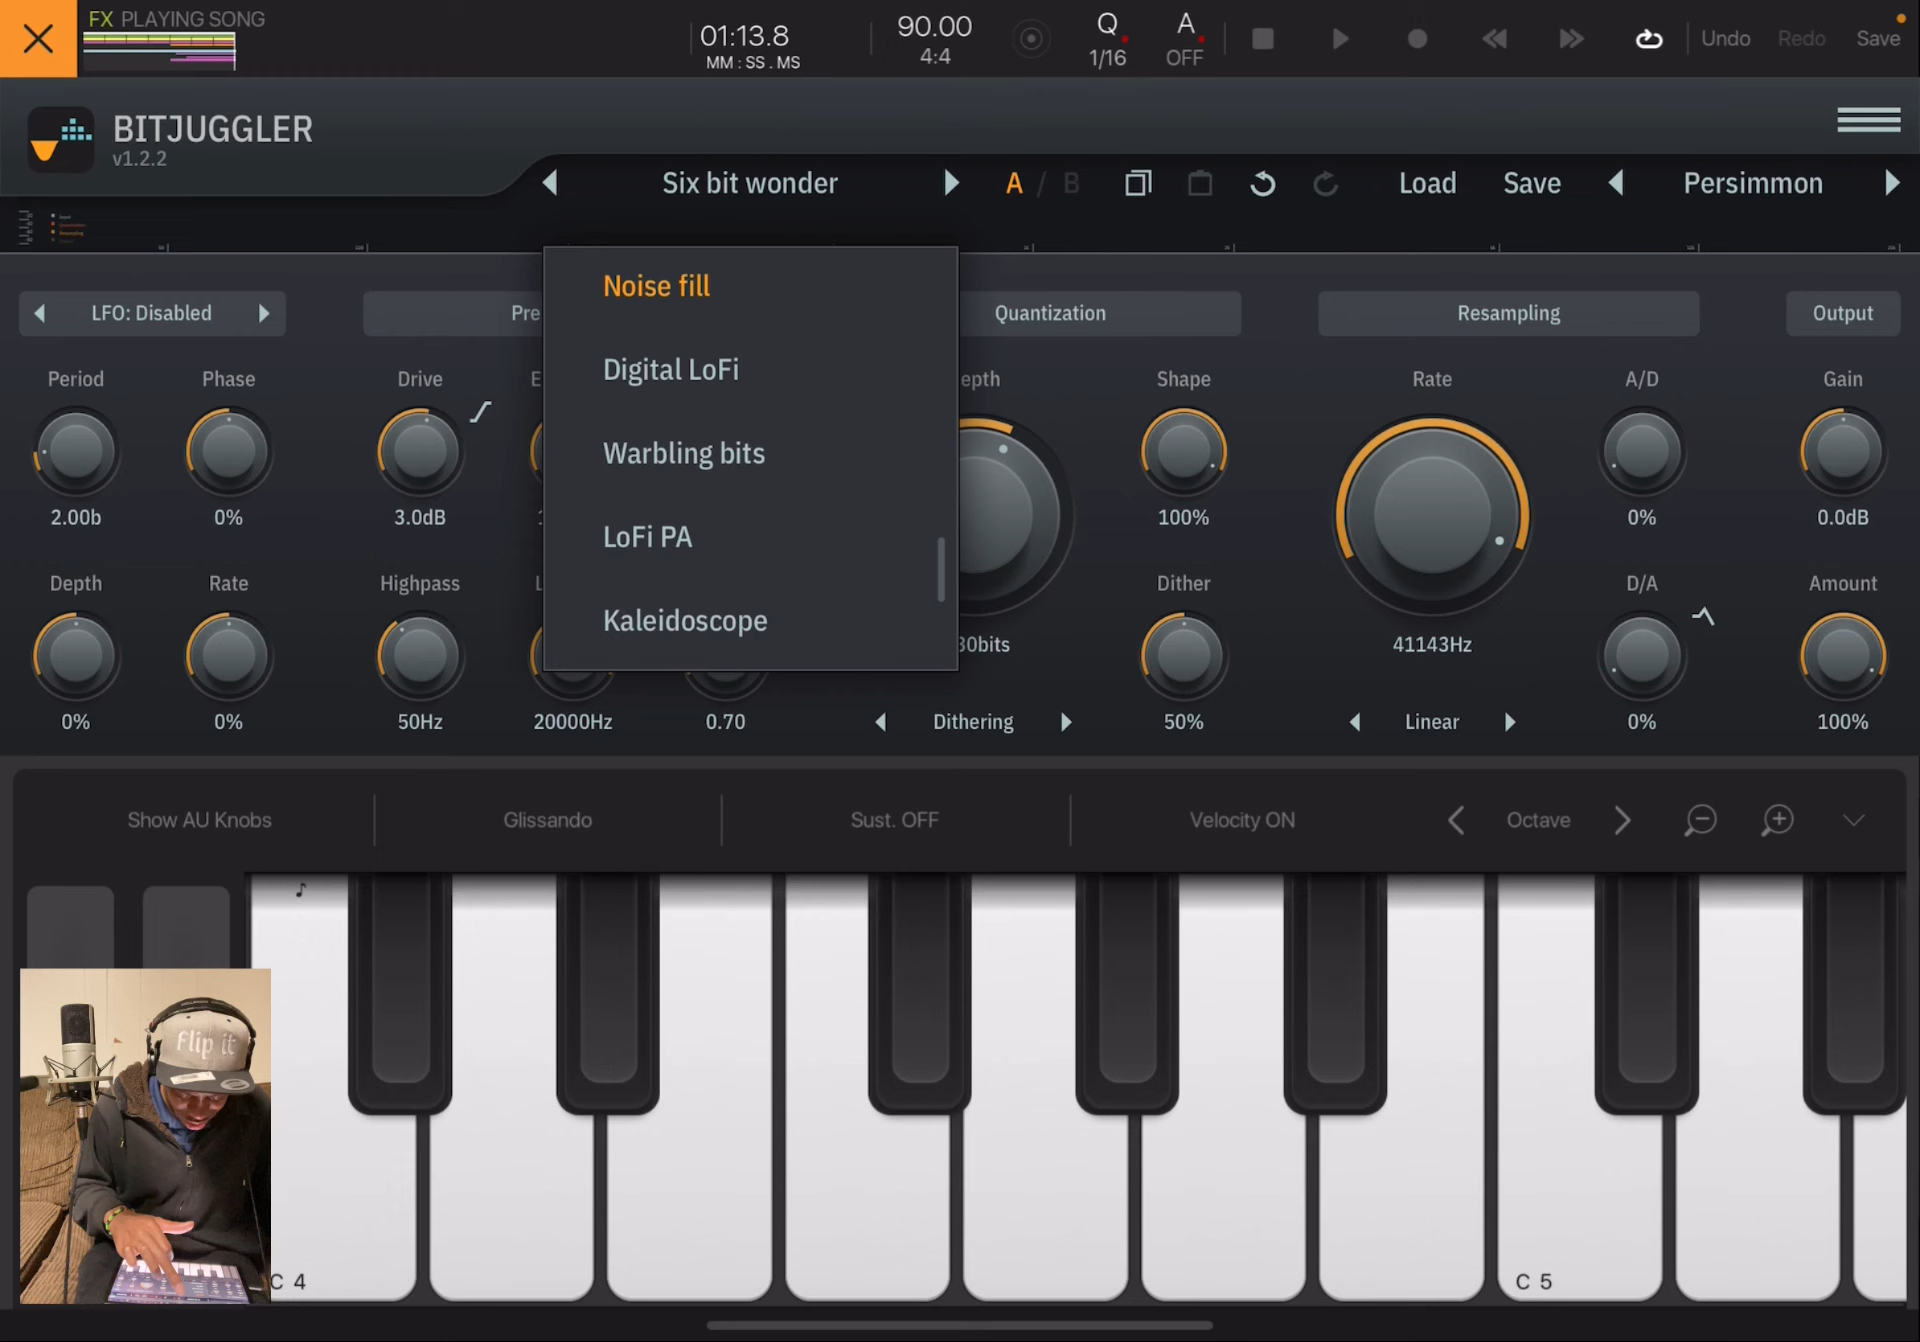 FX PLAYING SONG
01:13.8
MM : SS . MS
90.00
4:4
Q
1/16
A
OFF
Undo
Redo
Save
BITJUGGLER
v1.2.2
Six bit wonder
A / B
Load
Save
Persimmon
Noise fill
Digital LoFi
Warbling bits
LoFi PA
Kaleidoscope
LFO: Disabled
Pre
Quantization
Resampling
Output
Period
Phase
Drive
E
epth
Shape
Rate
A/D
Gain
2.00b
0%
3.0dB
100%
0%
0.0dB
Depth
Rate
Highpass
L
Dither
D/A
Amount
30bits
41143Hz
0%
0%
50Hz
20000Hz
0.70
Dithering
50%
Linear
0%
100%
Show AU Knobs
Glissando
Sust. OFF
Velocity ON
Octave
Flip it
C 4
C 5